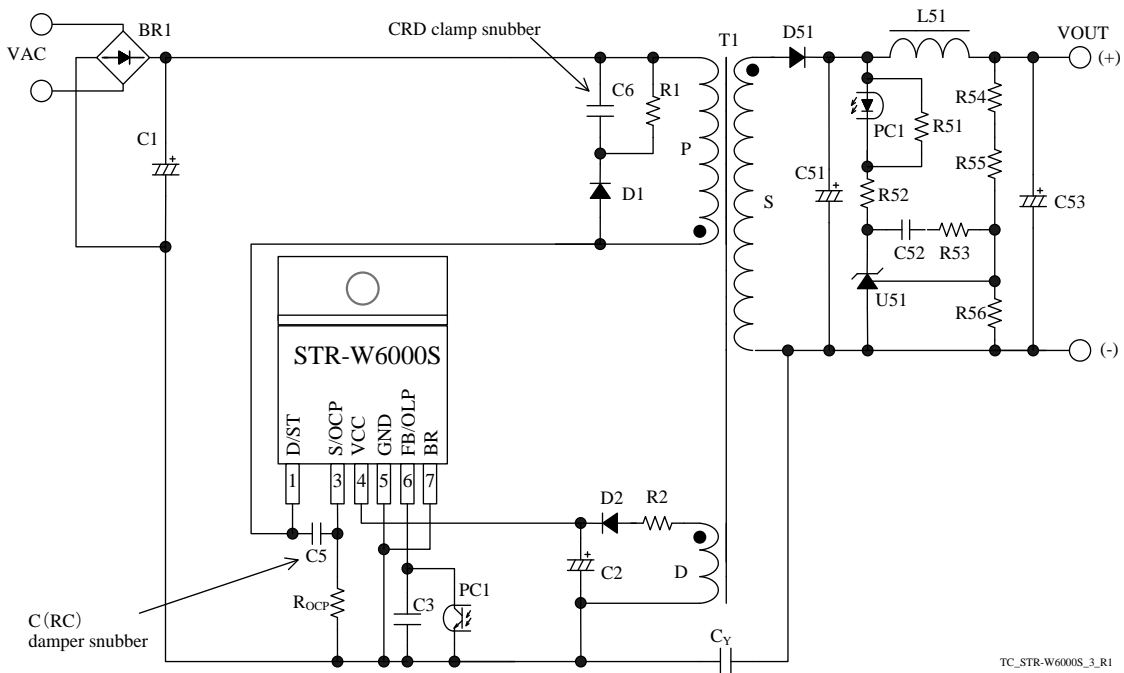 BR1
CRD clamp snubber
L51
VAC
T1
D51
VOUT
(+)
C6
R1
R54
C1
PC1
R51
P
R55
C51
D1
R52
S
C53
C52
R53
U51
R56
(-)
STR-W6000S
D/ST
S/OCP
VCC
GND
FB/OLP
BR
1
3
4
5
6
7
D2
R2
C5
C2
D
PC1
C3
ROCP
C(RC)
damper snubber
CY
TC_STR-W6000S_3_R1